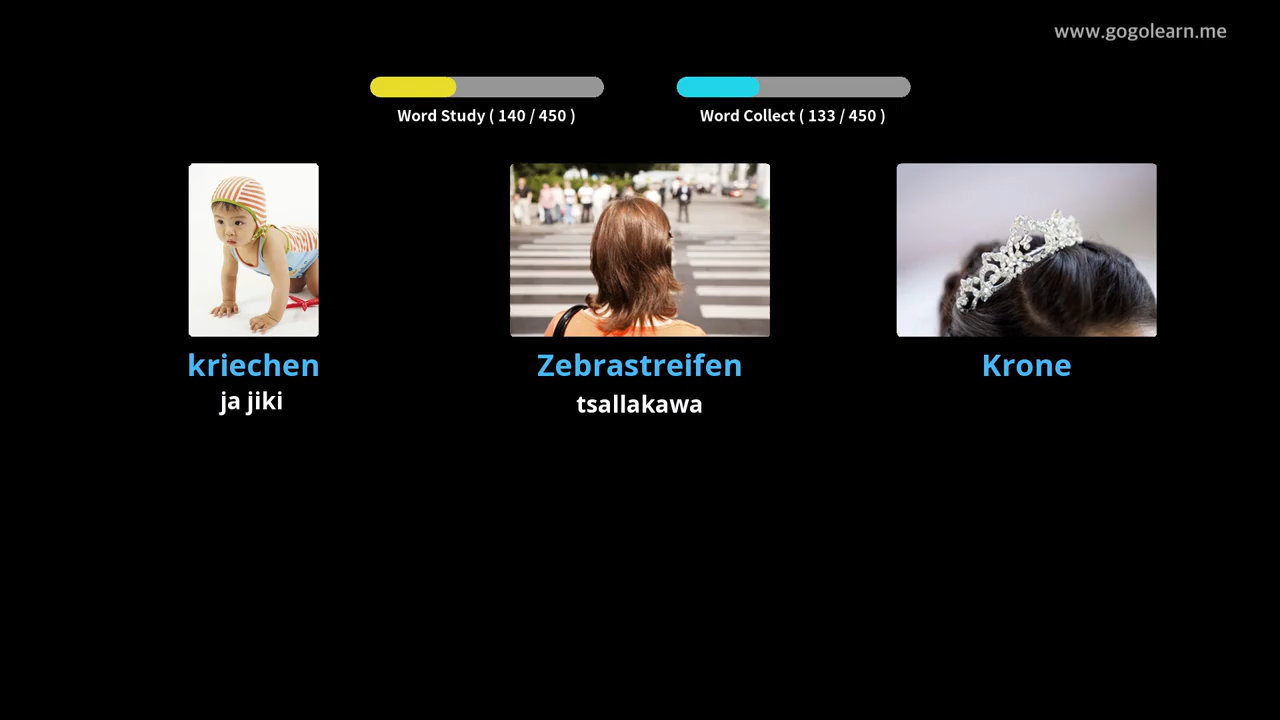 www.gogolearn.me
Word Study ( 140 / 450 )
Word Collect ( 133 / 450 )
kriechen
ja jiki
Zebrastreifen
tsallakawa
Krone